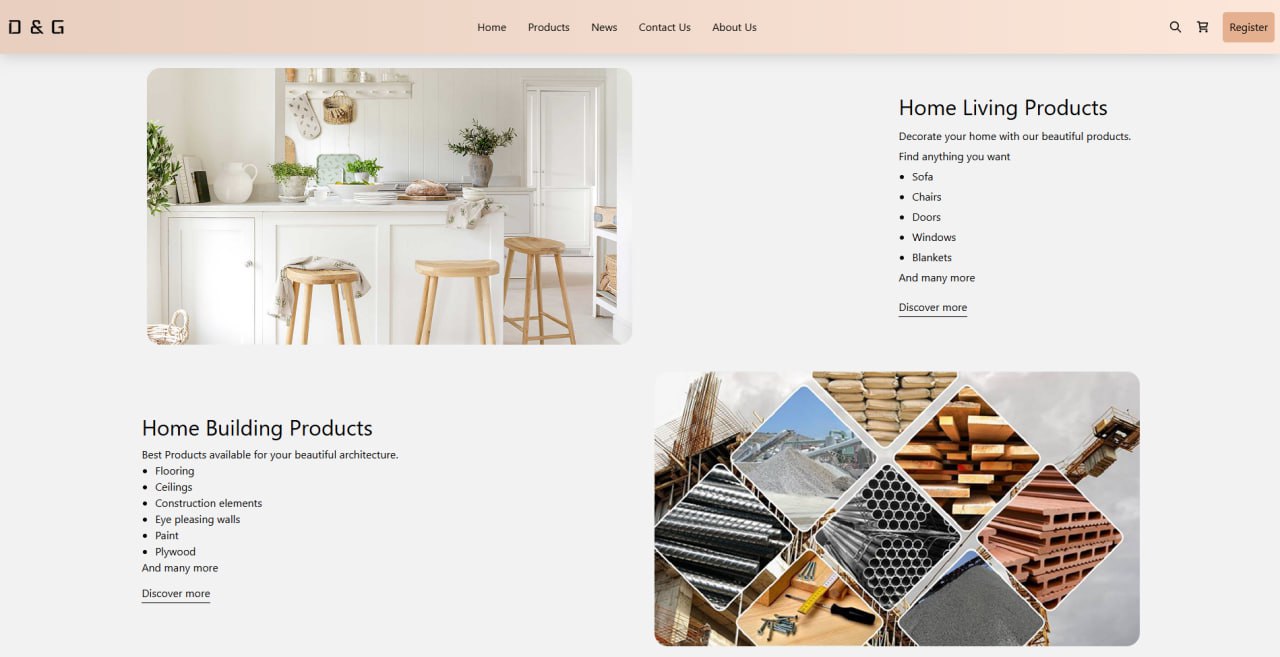 D & G
Home
Products
News
Contact Us
About Us
Register
Home Living Products
Decorate your home with our beautiful products.
Find anything you want
Sofa
Chairs
Doors
Windows
Blankets
And many more
Discover more
Home Building Products
Best Products available for your beautiful architecture.
Flooring
Ceilings
Construction elements
Eye pleasing walls
Paint
Plywood
And many more
Discover more